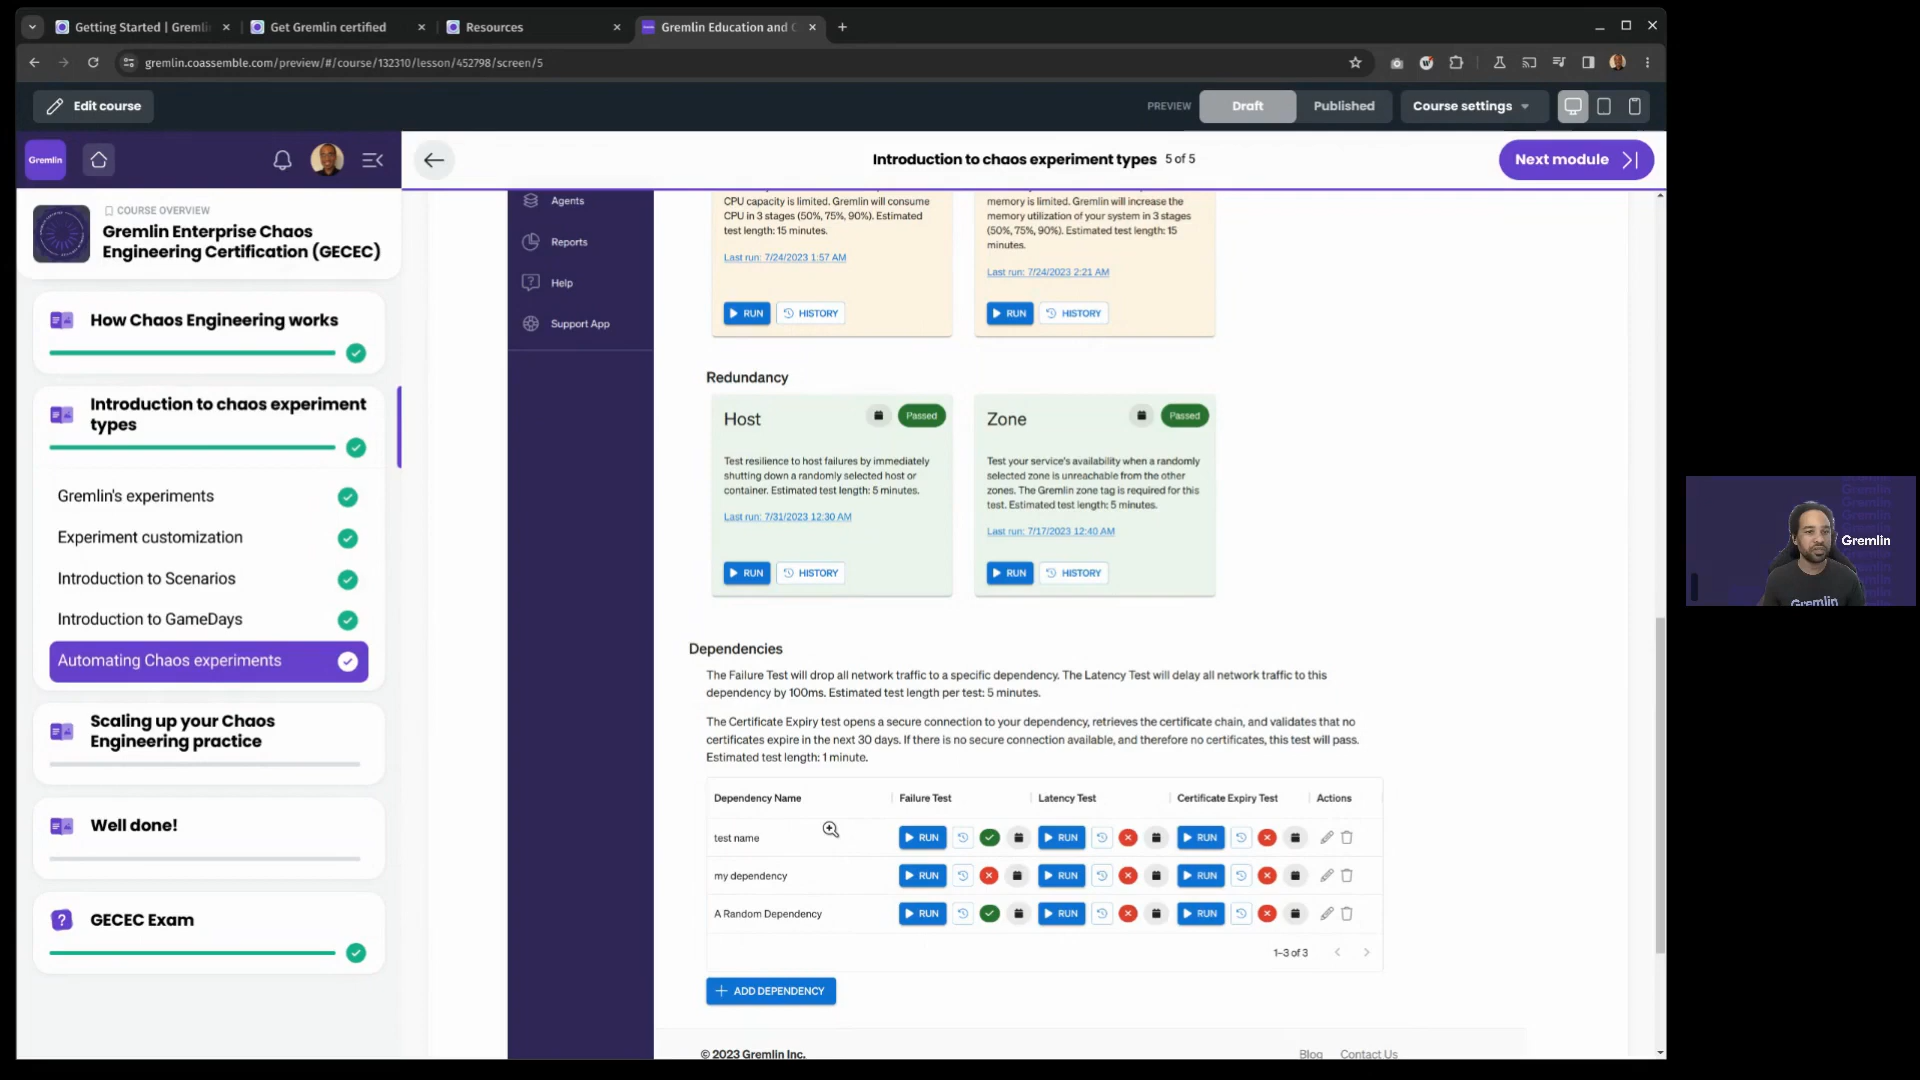 Getting Started | Gremli
Get Gremlin certified
Resources
Gremlin Education and C
gremlin.coassemble.com/preview/#/course/132310/lesson/452798/screen/5
Edit course
PREVIEW
Draft
Published
Course settings
Gremlin
Introduction to chaos experiment types 5 of 5
Next module
COURSE OVERVIEW
Gremlin Enterprise Chaos
Engineering Certification (GECEC)
How Chaos Engineering works
Introduction to chaos experiment
types
Gremlin's experiments
Experiment customization
Introduction to Scenarios
Introduction to GameDays
Automating Chaos experiments
Scaling up your Chaos
Engineering practice
Well done!
GECEC Exam
Agents
Reports
Help
Support App
CPU capacity is limited. Gremlin will consume
CPU in 3 stages (50%, 75%, 90%). Estimated
test length: 15 minutes.
Last run: 7/24/2023 1:57 AM
RUN
HISTORY
memory is limited. Gremlin will increase the
memory utilization of your system in 3 stages
(50%, 75%, 90%). Estimated test length: 15
minutes.
Last run: 7/24/2023 2:21 AM
RUN
HISTORY
Redundancy
Host
Passed
Test resilience to host failures by immediately
shutting down a randomly selected host or
container. Estimated test length: 5 minutes.
Last run: 7/31/2023 12:30 AM
RUN
HISTORY
Zone
Passed
Test your service's availability when a randomly
selected zone is unreachable from the other
zones. The Gremlin zone tag is required for this
test. Estimated test length: 5 minutes.
Last run: 7/17/2023 12:40 AM
RUN
HISTORY
Dependencies
The Failure Test will drop all network traffic to a specific dependency. The Latency Test will delay all network traffic to this
dependency by 100ms. Estimated test length per test: 5 minutes.
The Certificate Expiry test opens a secure connection to your dependency, retrieves the certificate chain, and validates that no
certificates expire in the next 30 days. If there is no secure connection available, and therefore no certificates, this test will pass.
Estimated test length: 1 minute.
Dependency Name Failure Test Latency Test Certificate Expiry Test Actions
test name RUN RUN RUN
my dependency RUN RUN RUN
A Random Dependency RUN RUN RUN
1–3 of 3
ADD DEPENDENCY
© 2023 Gremlin Inc.
Blog Contact Us
Gremlin
Gremlin